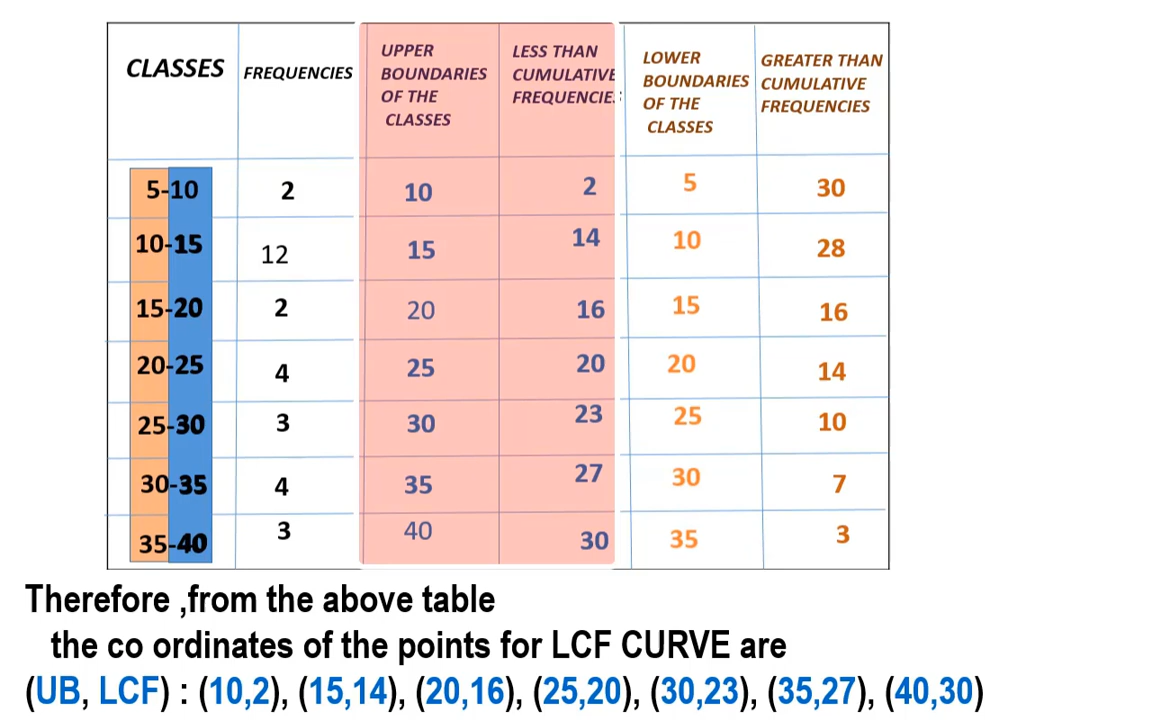 CLASSES FREQUENCIES UPPER BOUNDARIES OF THE CLASSES LESS THAN CUMULATIVE FREQUENCIES LOWER BOUNDARIES OF THE CLASSES GREATER THAN CUMULATIVE FREQUENCIES
5-10 2 10 2 5 30
10-15 12 15 14 10 28
15-20 2 20 16 15 16
20-25 4 25 20 20 14
25-30 3 30 23 25 10
30-35 4 35 27 30 7
35-40 3 40 30 35 3
Therefore ,from the above table
the co ordinates of the points for LCF CURVE are
(UB, LCF) : (10,2), (15,14), (20,16), (25,20), (30,23), (35,27), (40,30)